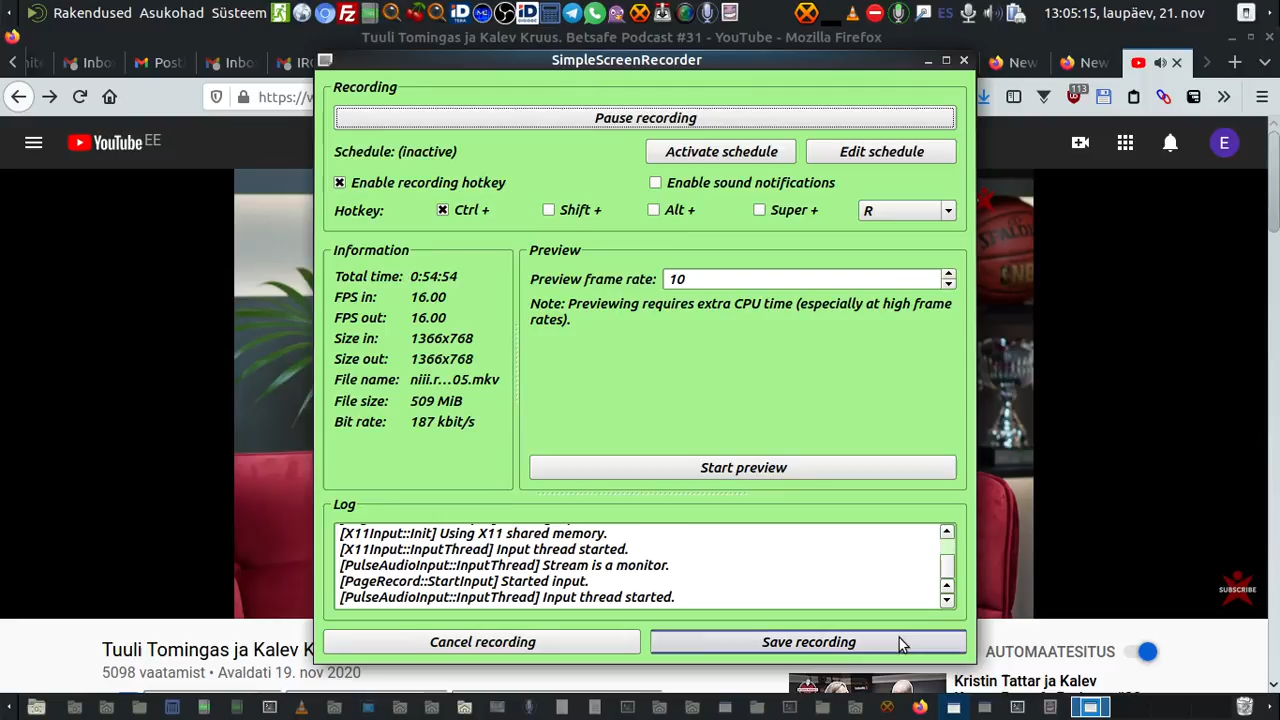 Rakendused Asukohad Süsteem
ES
13:05:15, laupäev, 21. nov
Tuuli Tomingas ja Kalev Kruus. Betsafe Podcast #31 - YouTube - Mozilla Firefox
Inbo
Post
Inbo
New
New
https://w
113
SimpleScreenRecorder
YouTube EE
E
Recording
Pause recording
Schedule: (inactive)
Activate schedule
Edit schedule
Enable recording hotkey
Enable sound notifications
Hotkey:
Ctrl +
Shift +
Alt +
Super +
R
Information
Total time: 0:54:54
FPS in: 16.00
FPS out: 16.00
Size in: 1366x768
Size out: 1366x768
File name: niii.r...05.mkv
File size: 509 MiB
Bit rate: 187 kbit/s
Preview
Preview frame rate: 10
Note: Previewing requires extra CPU time (especially at high frame
rates).
Start preview
Log
[X11Input::Init] Using X11 shared memory.
[X11Input::InputThread] Input thread started.
[PulseAudioInput::InputThread] Stream is a monitor.
[PageRecord::StartInput] Started input.
[PulseAudioInput::InputThread] Input thread started.
Cancel recording
Save recording
SPALDING
SUBSCRIBE
Tuuli Tomingas ja Kalev K
5098 vaatamist • Avaldati 19. nov 2020
AUTOMAATESITUS
Kristin Tattar ja Kalev